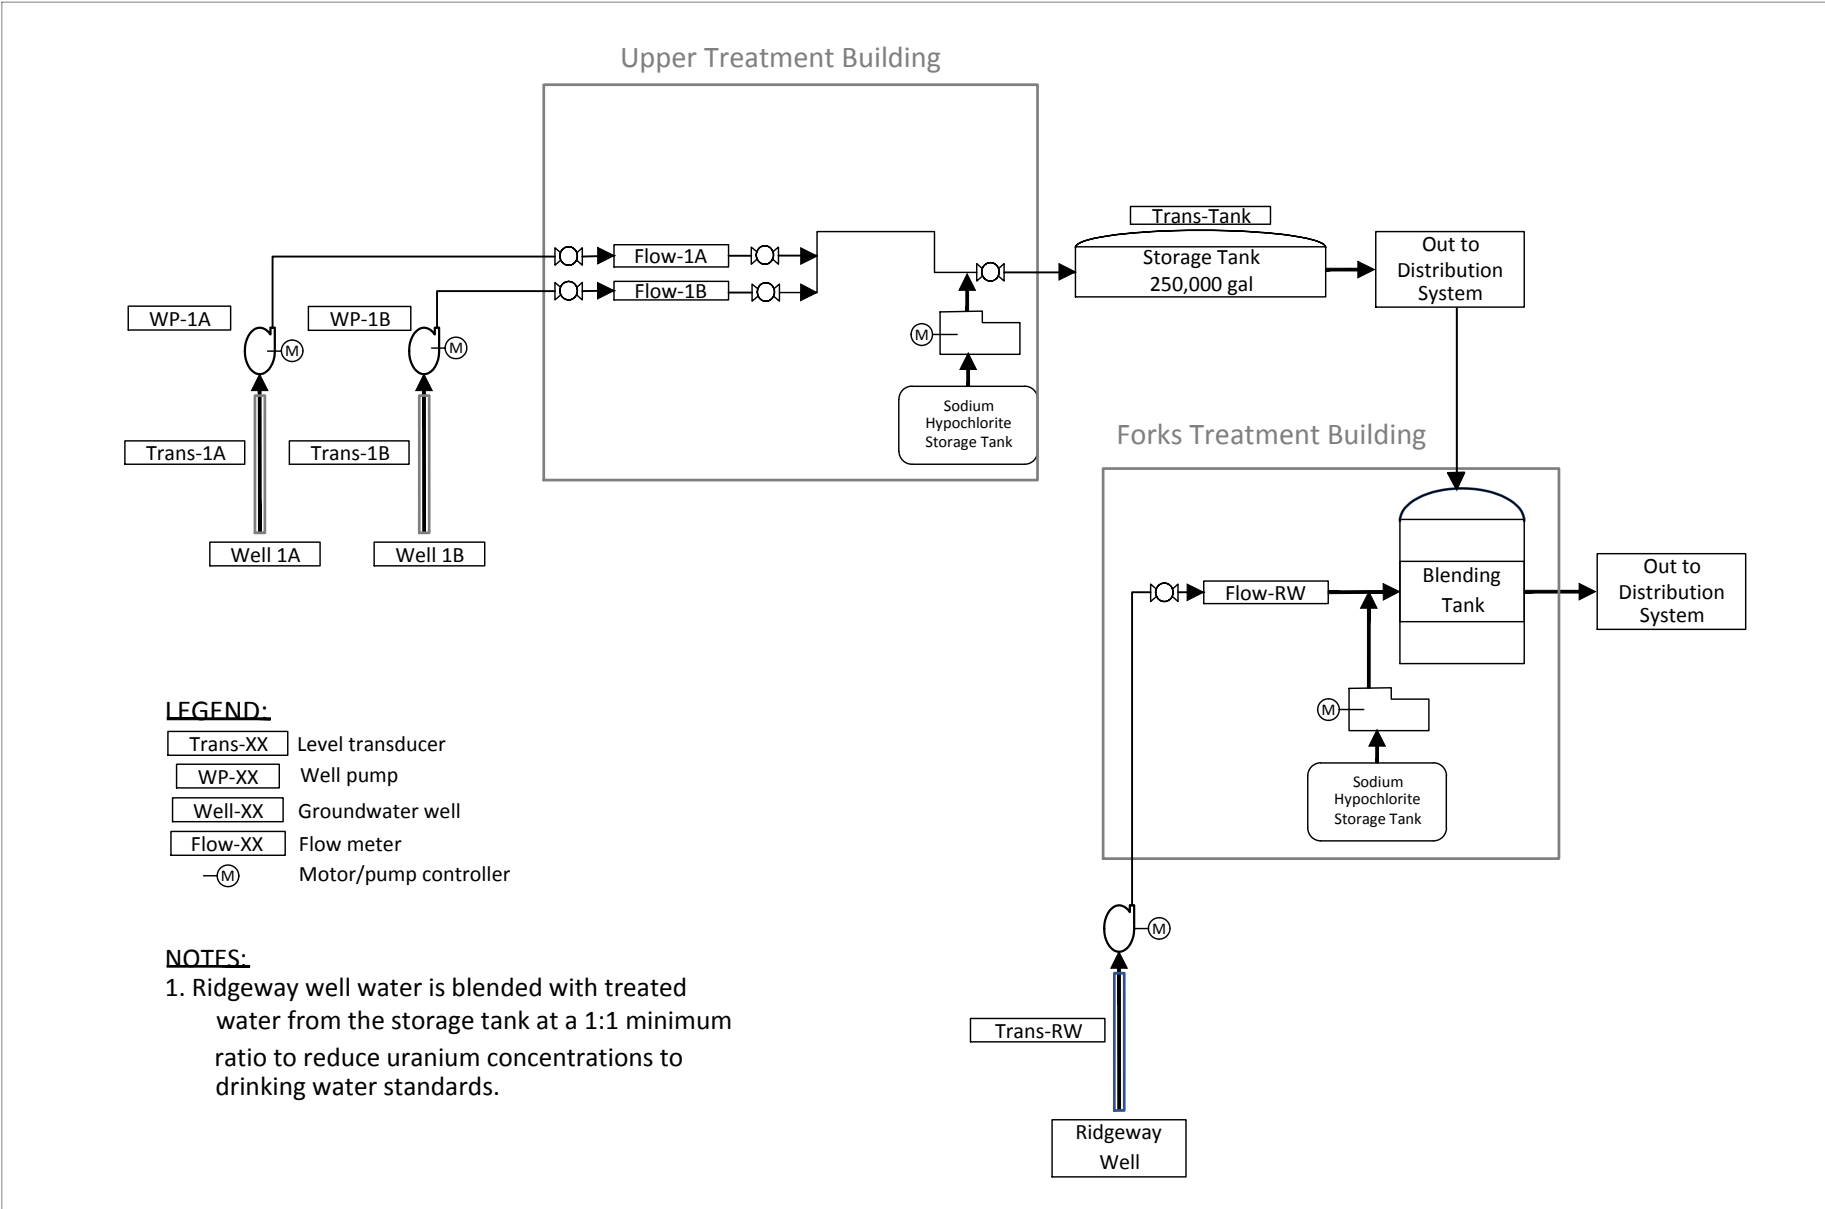 Upper Treatment Building
Trans-Tank
Storage Tank
250,000 gal
Out to
Distribution
System
Flow-1A
Flow-1B
WP-1A
WP-1B
M
M
M
Sodium
Hypochlorite
Storage Tank
Trans-1A
Trans-1B
Well 1A
Well 1B
Forks Treatment Building
Flow-RW
Blending
Tank
Out to
Distribution
System
M
Sodium
Hypochlorite
Storage Tank
M
Trans-RW
Ridgeway
Well
LEGEND:
Trans-XX Level transducer
WP-XX Well pump
Well-XX Groundwater well
Flow-XX Flow meter
M Motor/pump controller
NOTES:
1. Ridgeway well water is blended with treated
water from the storage tank at a 1:1 minimum
ratio to reduce uranium concentrations to
drinking water standards.